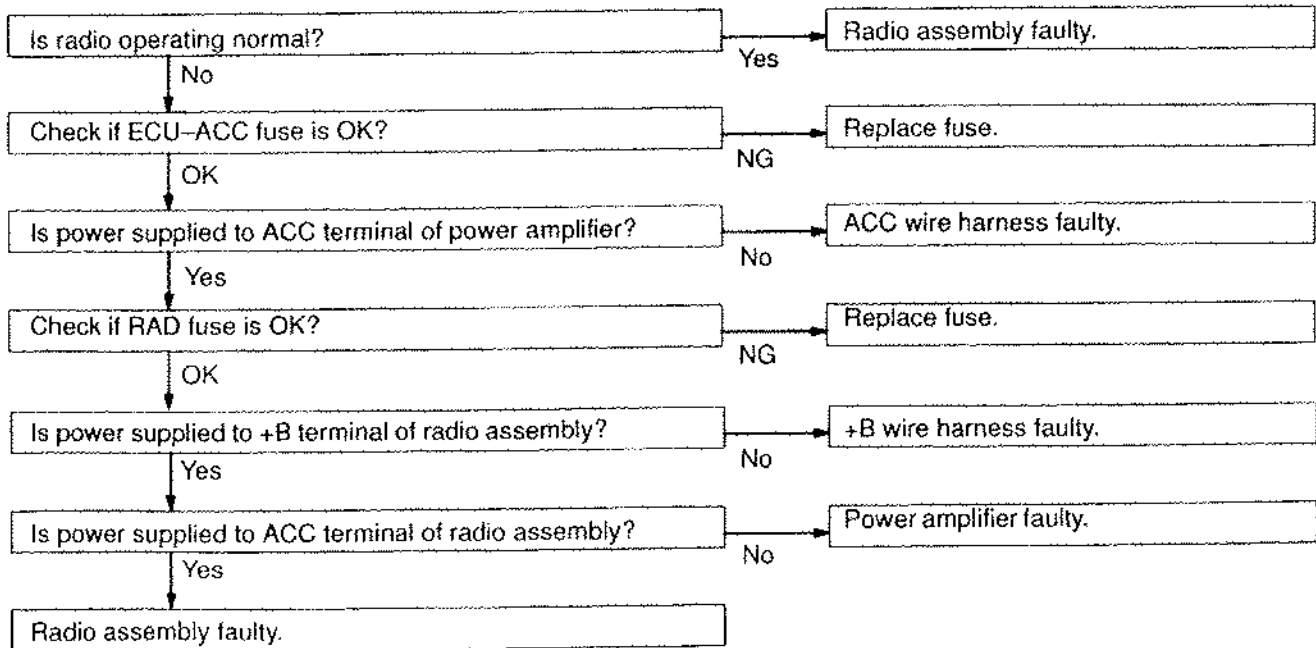 Is radio operating normal?
Yes
Radio assembly faulty.
No
Check if ECU–ACC fuse is OK?
NG
Replace fuse.
OK
Is power supplied to ACC terminal of power amplifier?
No
ACC wire harness faulty.
Yes
Check if RAD fuse is OK?
NG
Replace fuse.
OK
Is power supplied to +B terminal of radio assembly?
No
+B wire harness faulty.
Yes
Is power supplied to ACC terminal of radio assembly?
No
Power amplifier faulty.
Yes
Radio assembly faulty.